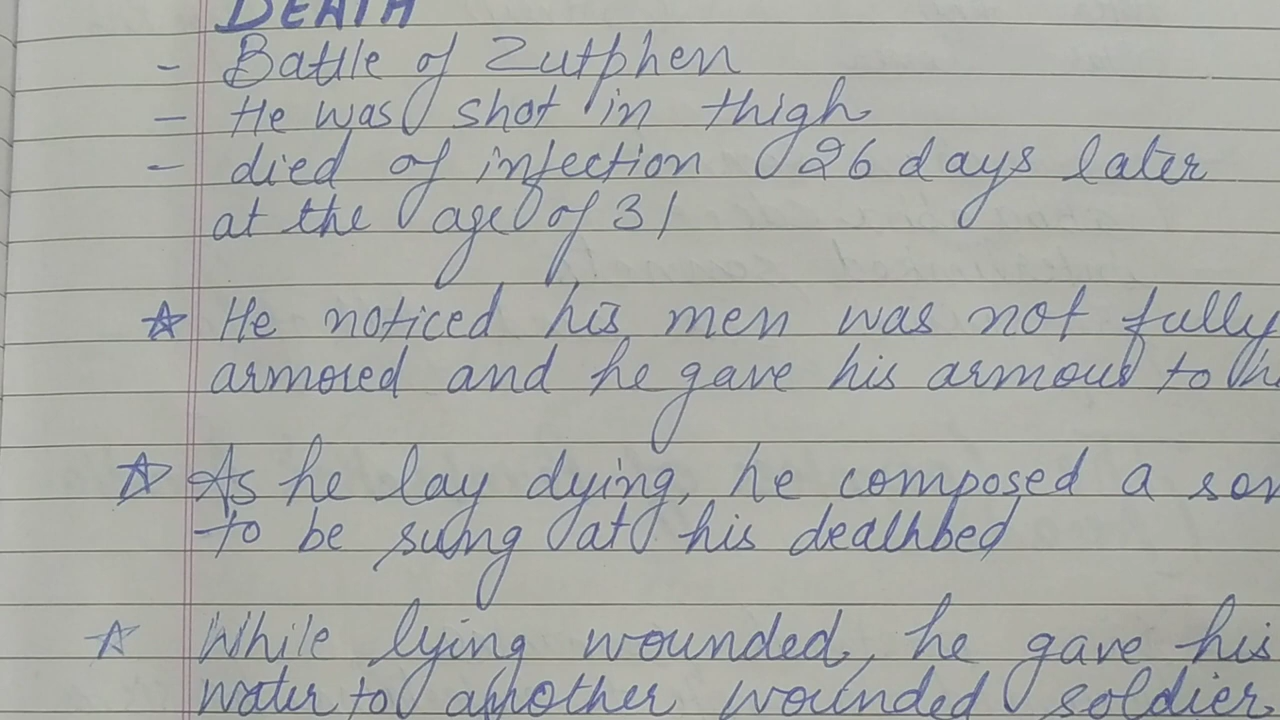 DEATH
- Battle of Zutphen
- He was shot in thigh
- died of infection 26 days later
at the age of 31
☆ He noticed his men was not fully
armored and he gave his armour to
☆ As he lay dying, he composed a
to be sung at his deathbed
☆ While lying wounded, he gave his
water to another wounded soldier.